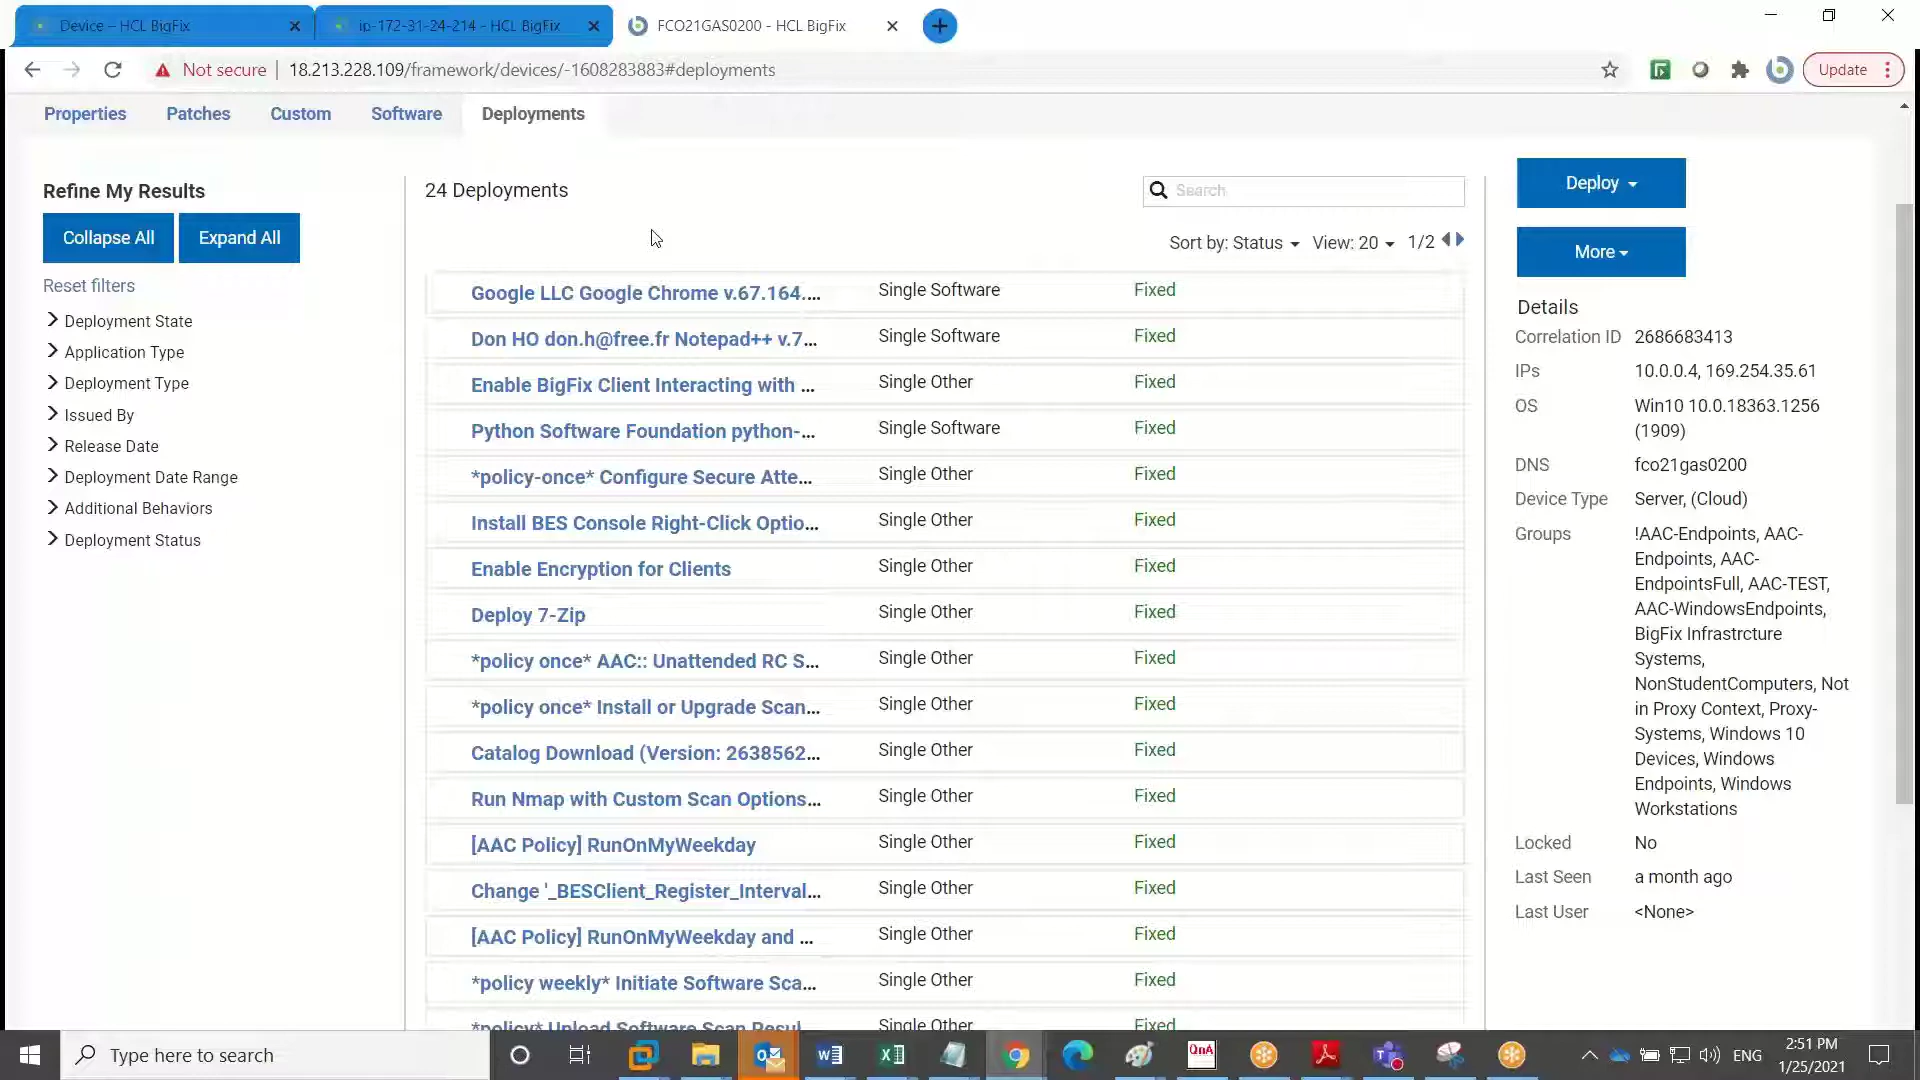 Device – HCL BigFix
ip-172-31-24-214 - HCL BigFix
FCO21GAS0200 - HCL BigFix
Not secure
18.213.228.109/framework/devices/-1608283883#deployments
Update
Properties
Patches
Custom
Software
Deployments
Refine My Results
Collapse All
Expand All
Reset filters
Deployment State
Application Type
Deployment Type
Issued By
Release Date
Deployment Date Range
Additional Behaviors
Deployment Status
24 Deployments
Search
Sort by: Status
View: 20
1/2
Google LLC Google Chrome v.67.164.... Single Software Fixed
Don HO don.h@free.fr Notepad++ v.7... Single Software Fixed
Enable BigFix Client Interacting with ... Single Other Fixed
Python Software Foundation python-... Single Software Fixed
*policy-once* Configure Secure Atte... Single Other Fixed
Install BES Console Right-Click Optio... Single Other Fixed
Enable Encryption for Clients Single Other Fixed
Deploy 7-Zip Single Other Fixed
*policy once* AAC:: Unattended RC S... Single Other Fixed
*policy once* Install or Upgrade Scan... Single Other Fixed
Catalog Download (Version: 2638562... Single Other Fixed
Run Nmap with Custom Scan Options... Single Other Fixed
[AAC Policy] RunOnMyWeekday Single Other Fixed
Change '_BESClient_Register_Interval... Single Other Fixed
[AAC Policy] RunOnMyWeekday and ... Single Other Fixed
*policy weekly* Initiate Software Sca... Single Other Fixed
*policy* Upload Software Scan Resul... Single Other Fixed
Deploy
More
Details
Correlation ID 2686683413
IPs 10.0.0.4, 169.254.35.61
OS Win10 10.0.18363.1256
(1909)
DNS fco21gas0200
Device Type Server, (Cloud)
Groups !AAC-Endpoints, AAC-
Endpoints, AAC-
EndpointsFull, AAC-TEST,
AAC-WindowsEndpoints,
BigFix Infrastrcture
Systems,
NonStudentComputers, Not
in Proxy Context, Proxy-
Systems, Windows 10
Devices, Windows
Endpoints, Windows
Workstations
Locked No
Last Seen a month ago
Last User <None>
Type here to search
QnA
ENG
2:51 PM
1/25/2021